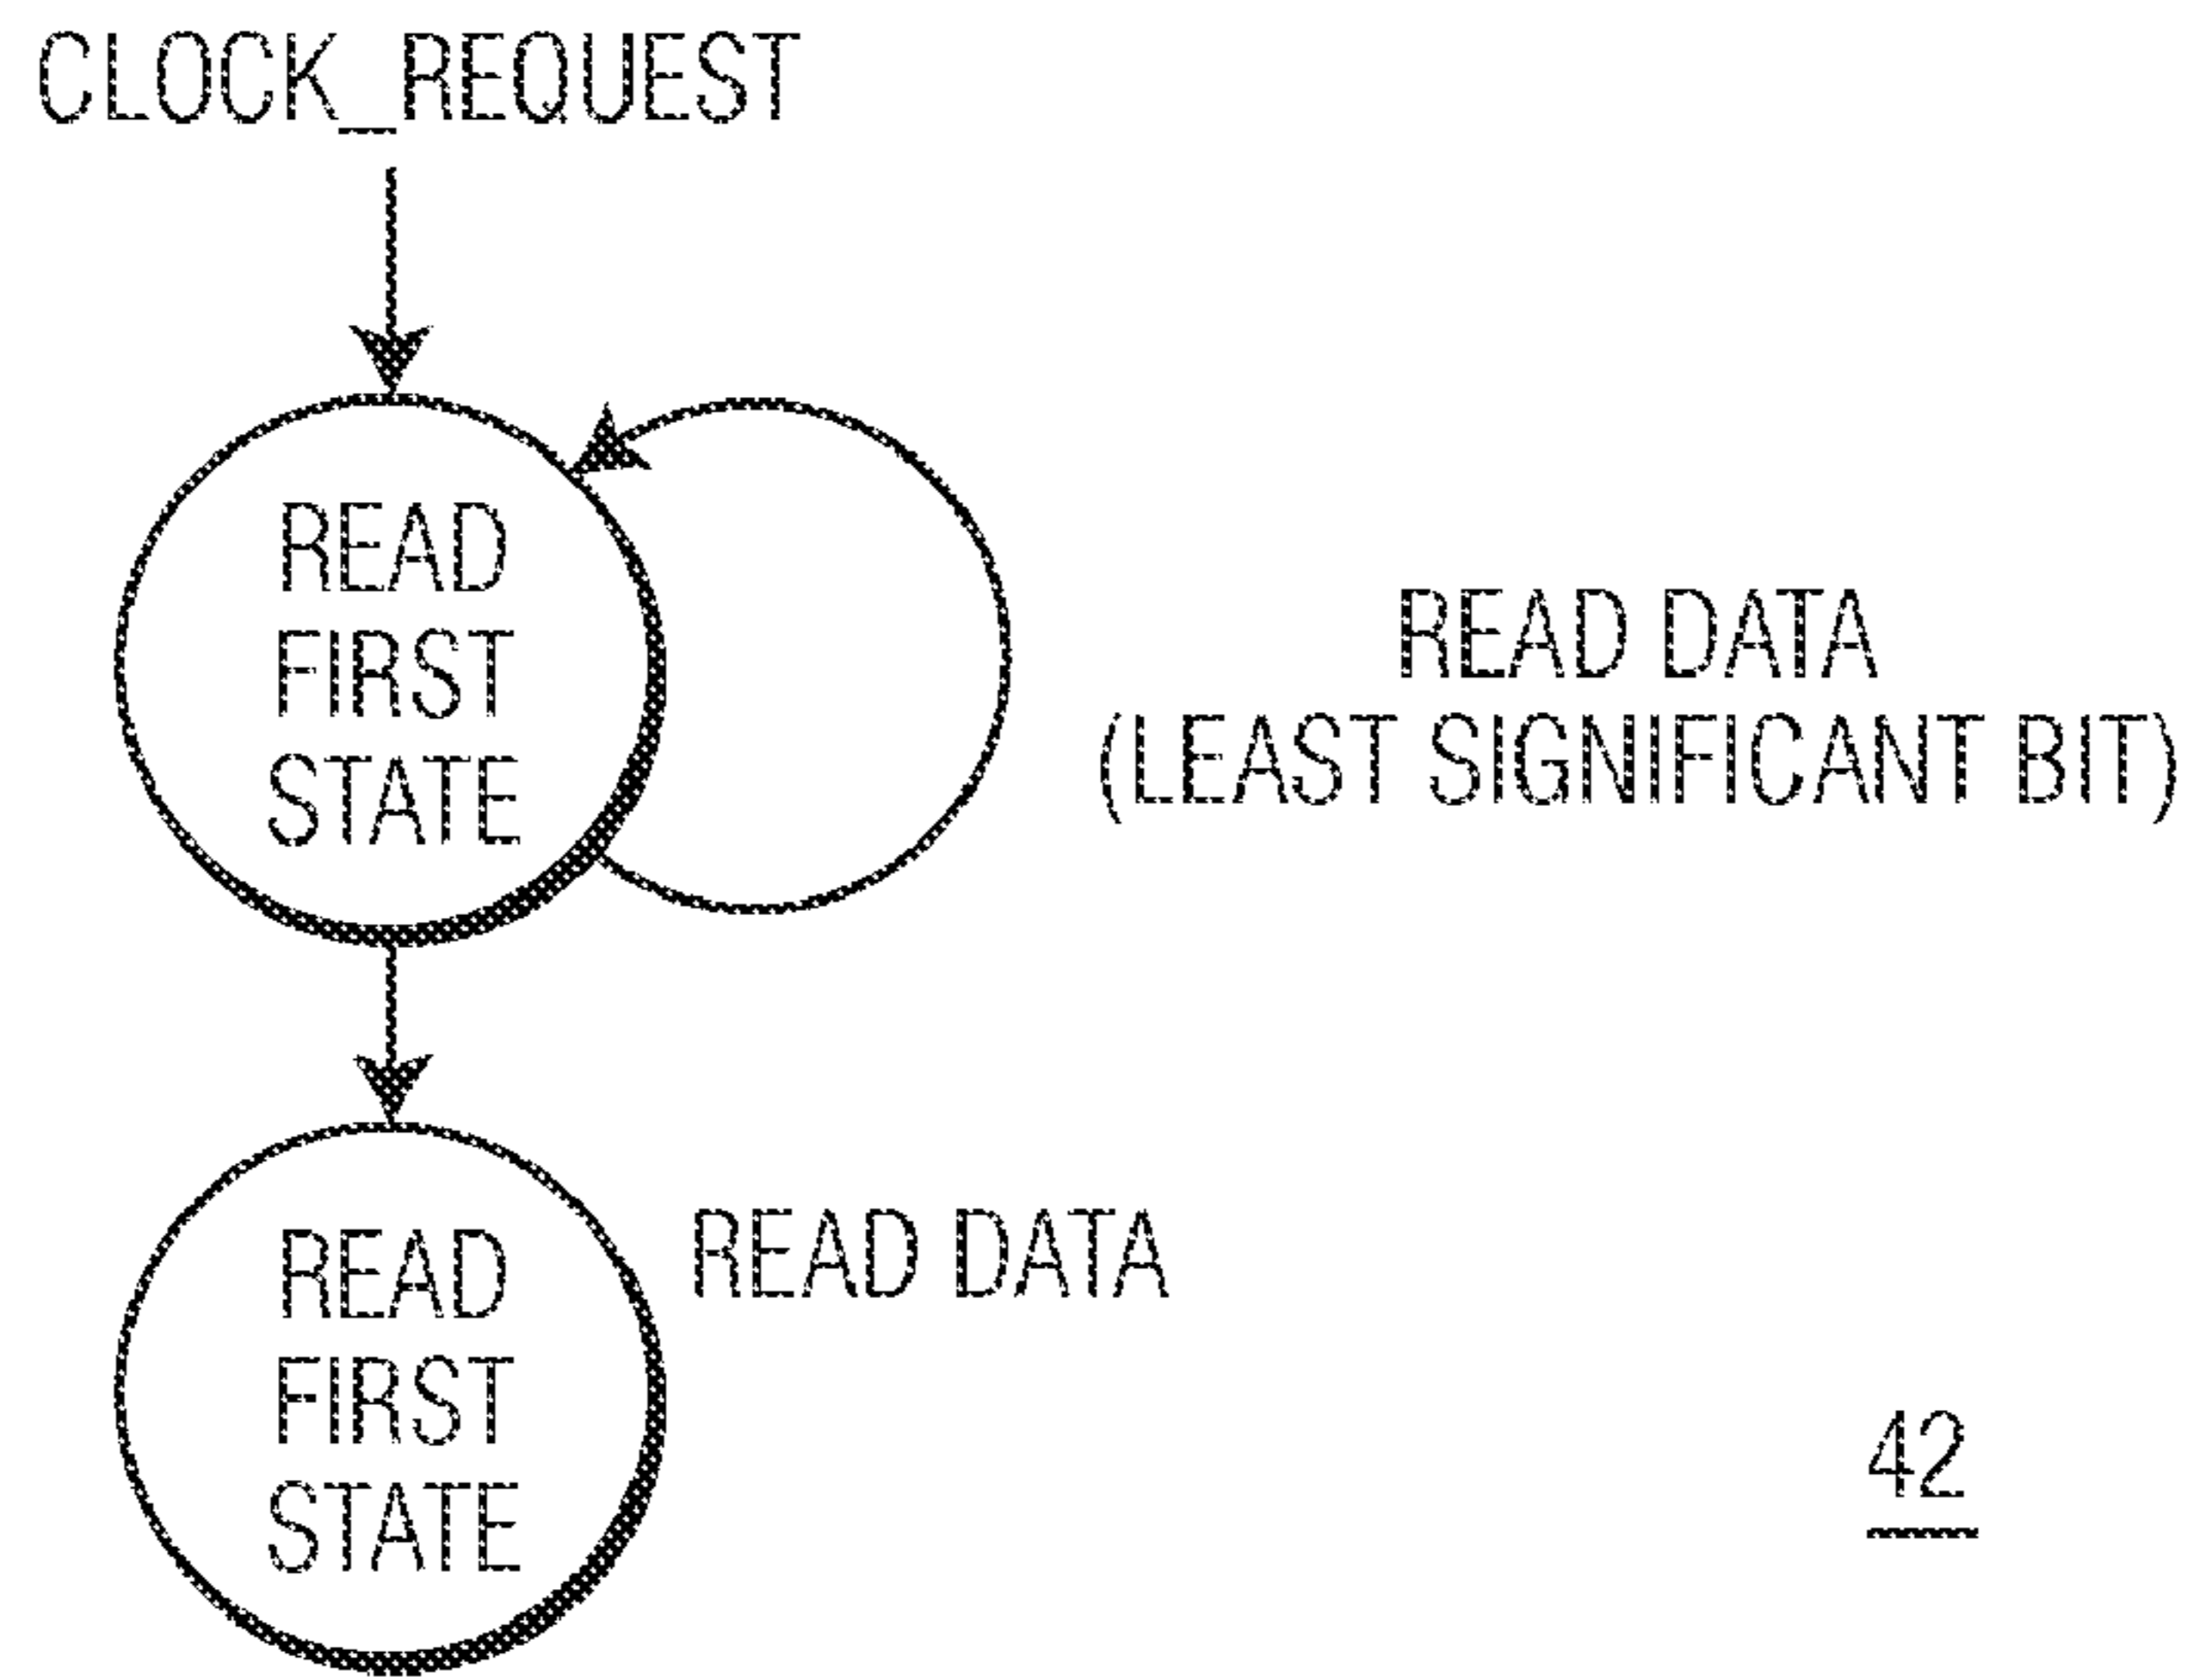 CLOCK_REQUEST
READ
FIRST
STATE
READ DATA
(LEAST SIGNIFICANT BIT)
READ
FIRST
STATE
READ DATA
42